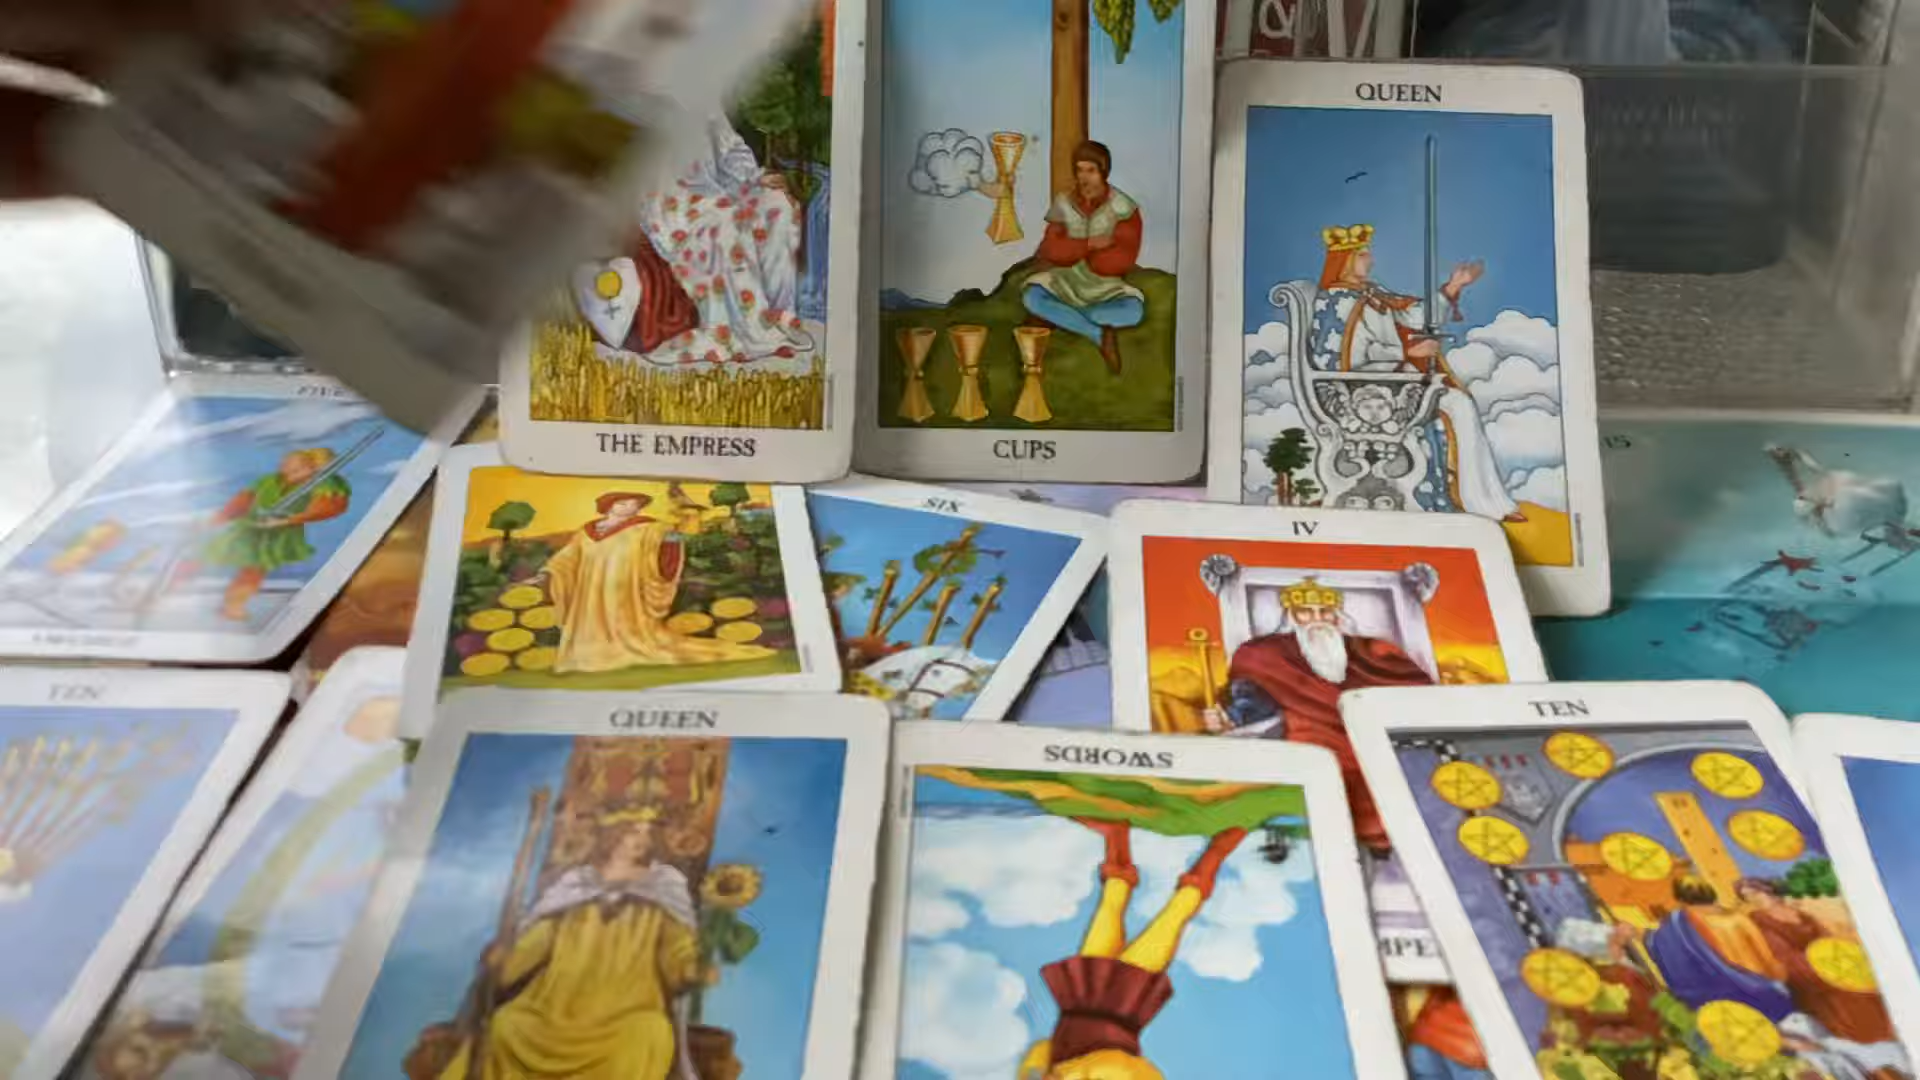 &
QUEEN
THE EMPRESS
CUPS
SIX
IV
TEN
QUEEN
SWORDS
TEN